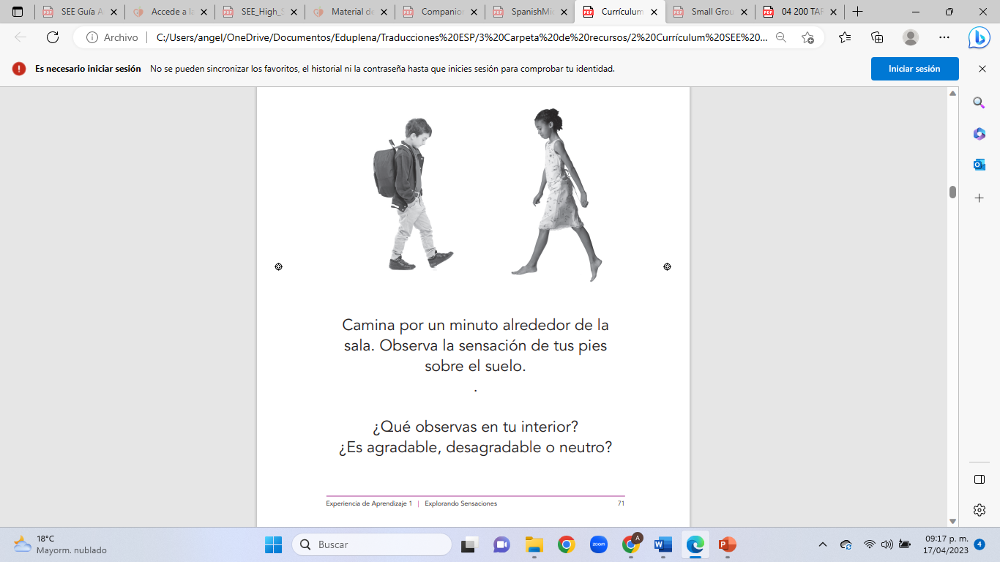 SEE Guía A
Accede a la
SEE_High_S
Material de
Companion
SpanishMi
Currículum
Small Grou
04 200 TAR
Archivo
C:/Users/angel/OneDrive/Documentos/Eduplena/Traducciones%20ESP/3%20Carpeta%20de%20recursos/2%20Currículum%20SEE%20...
Es necesario iniciar sesión No se pueden sincronizar los favoritos, el historial ni la contraseña hasta que inicies sesión para comprobar tu identidad.
Iniciar sesión
Camina por un minuto alrededor de la
sala. Observa la sensación de tus pies
sobre el suelo.
.
¿Qué observas en tu interior?
¿Es agradable, desagradable o neutro?
Experiencia de Aprendizaje 1 | Explorando Sensaciones 71
18°C
Mayorm. nublado
Buscar
zoom
A
09:17 p. m.
17/04/2023
4